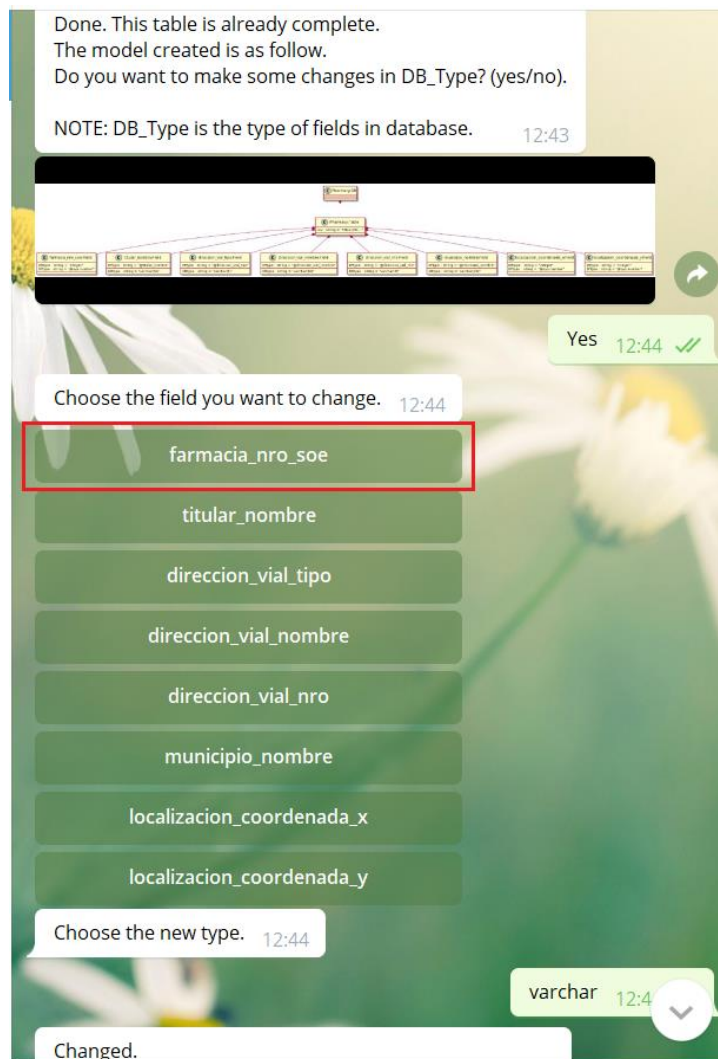 Done. This table is already complete.
The model created is as follow.
Do you want to make some changes in DB_Type? (yes/no).
NOTE: DB_Type is the type of fields in database.
12:43
Yes
12:44
Choose the field you want to change.
12:44
farmacia_nro_soe
titular_nombre
direccion_vial_tipo
direccion_vial_nombre
direccion_vial_nro
municipio_nombre
localizacion_coordenada_x
localizacion_coordenada_y
Choose the new type.
12:44
varchar
12:4
Changed.